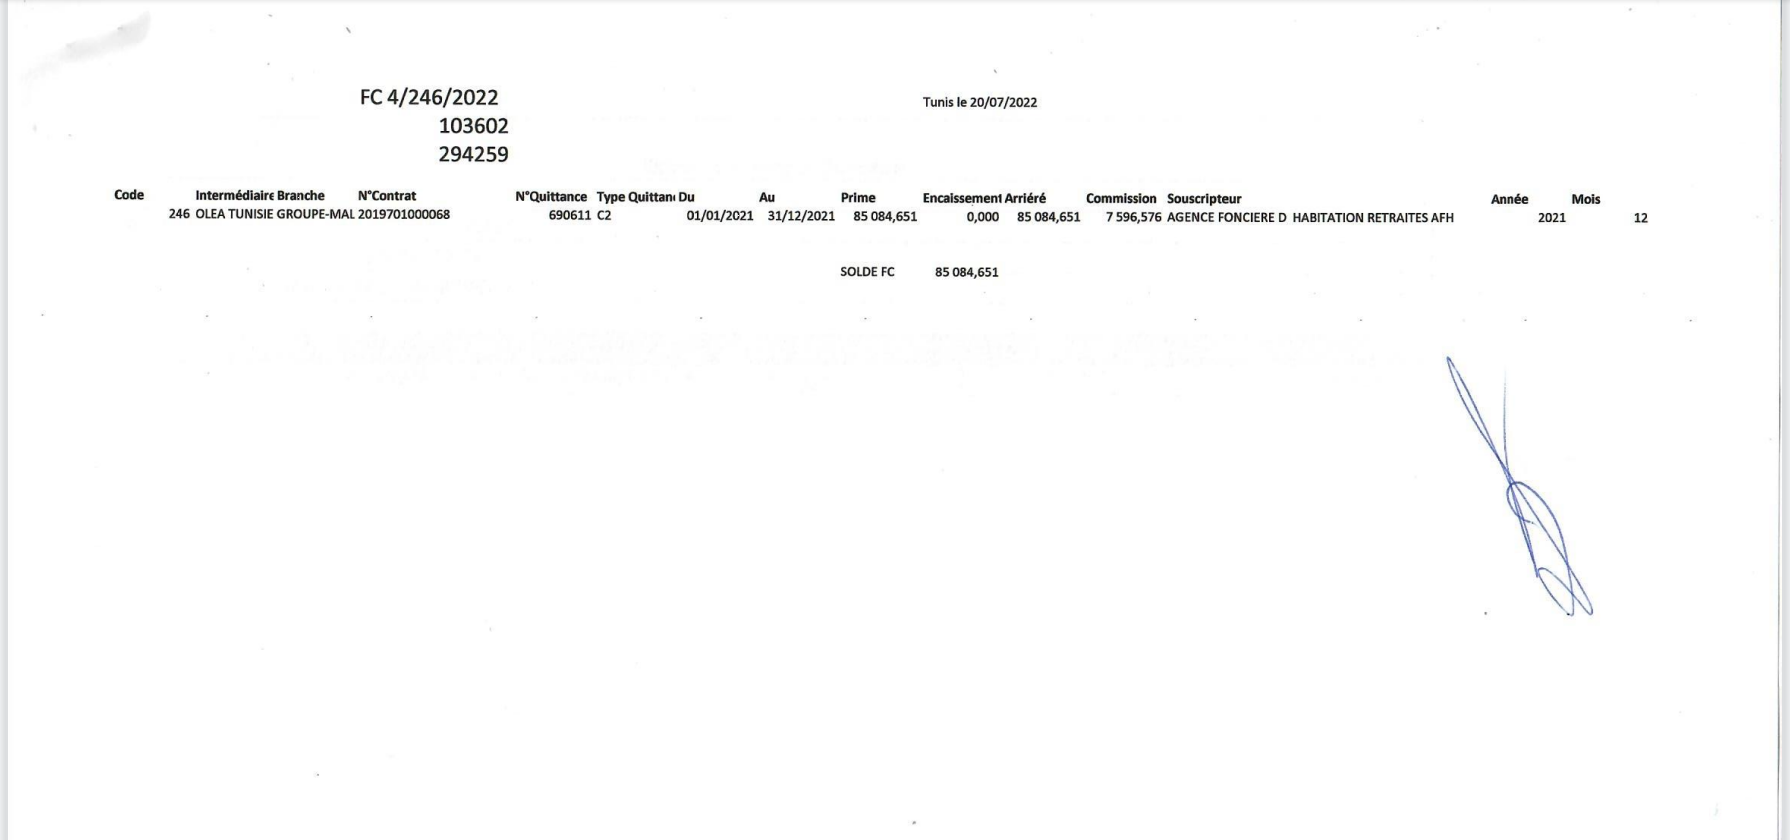 FC 4/246/2022
Tunis le 20/07/2022
103602
294259
Code Intermédiaire Branche N°Contrat N°Quittance Type Quittan Du Au Prime Encaissement Arriéré Commission Souscripteur Année Mois
246 OLEA TUNISIE GROUPE-MAL 2019701000068 690611 C2 01/01/2021 31/12/2021 85 084,651 0,000 85 084,651 7 596,576 AGENCE FONCIERE D HABITATION RETRAITES AFH 2021 12
SOLDE FC 85 084,651